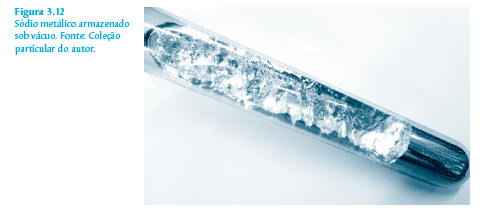 Figura 3.12
Sódio metálico armazenado
sob vácuo. Fonte: Coleção
particular do autor.